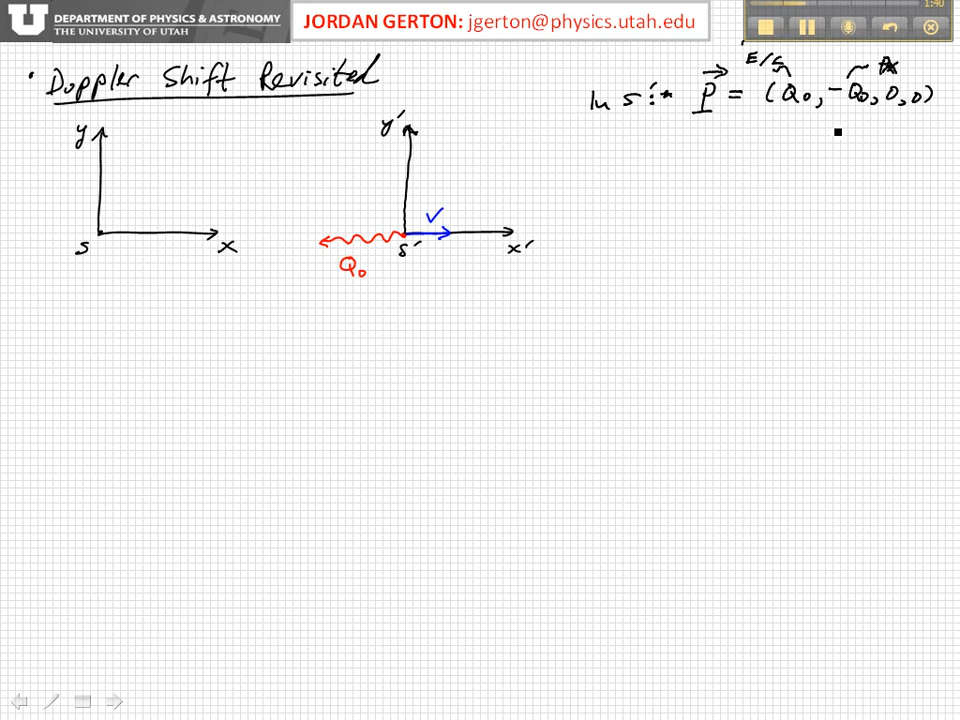 DEPARTMENT OF PHYSICS & ASTRONOMY
THE UNIVERSITY OF UTAH
JORDAN GERTON: jgerton@physics.utah.edu
1:40
• Doppler Shift Revisited
In S': P = (Q₀, -Q₀, 0, 0)
E/c
y
S
x
y'
V
S'
x'
Q₀